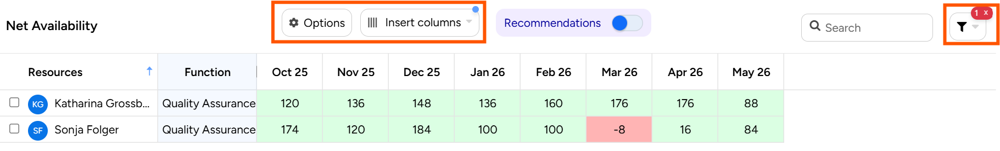 Net Availability
Options
Insert columns
Recommendations
Search
1 x
Resources Function Oct 25 Nov 25 Dec 25 Jan 26 Feb 26 Mar 26 Apr 26 May 26
KG Katharina Grossb... Quality Assurance 120 136 148 136 160 176 176 88
SF Sonja Folger Quality Assurance 174 120 184 100 100 -8 16 84